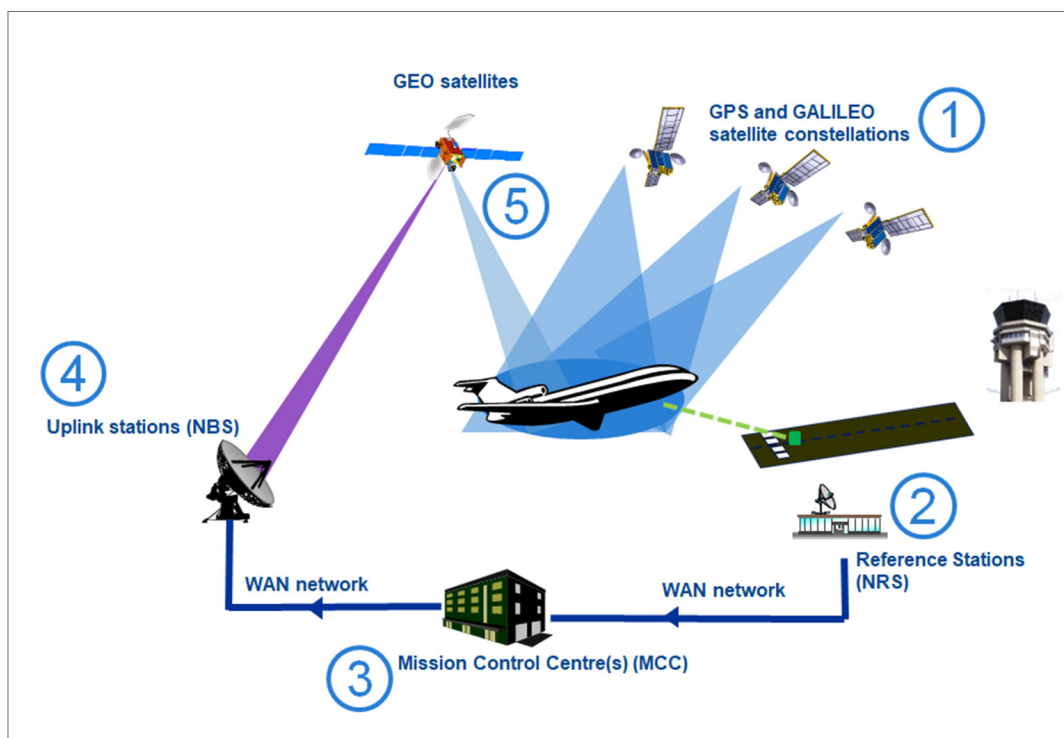 GEO satellites
GPS and GALILEO
satellite constellations
1
5
4
Uplink stations (NBS)
2
Reference Stations
(NRS)
WAN network
WAN network
3
Mission Control Centre(s) (MCC)